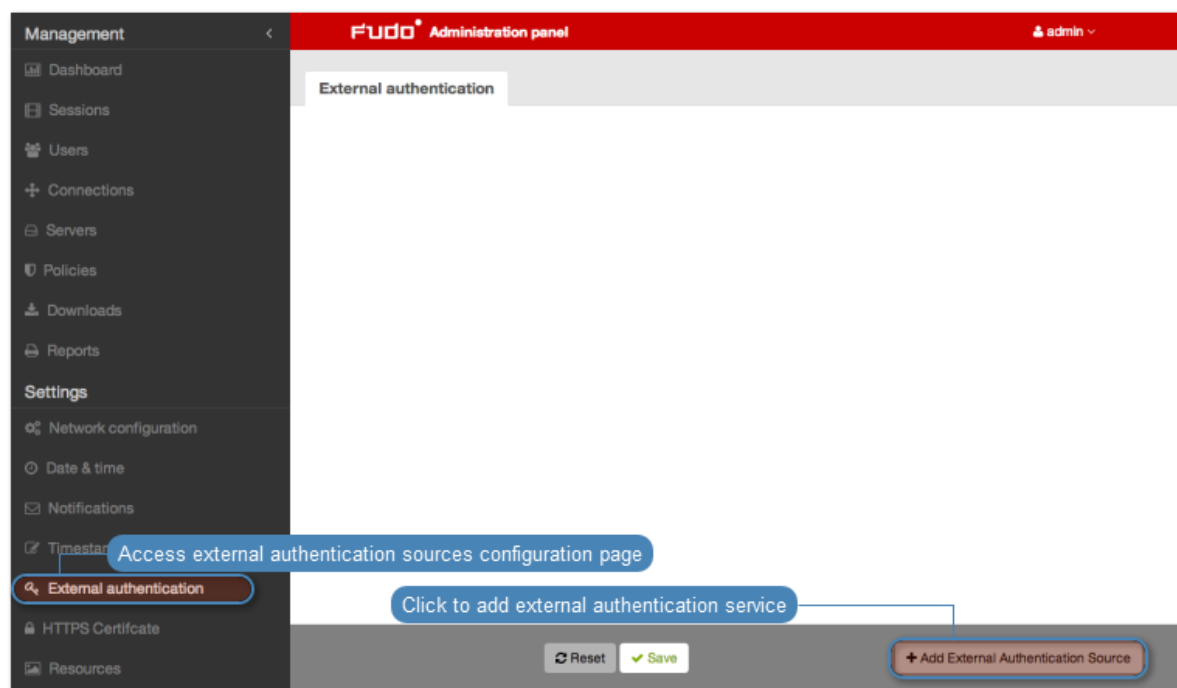 Management
FUDO Administration panel
admin
Dashboard
External authentication
Sessions
Users
Connections
Servers
Policies
Downloads
Reports
Settings
Network configuration
Date & time
Notifications
Access external authentication sources configuration page
External authentication
Click to add external authentication service
HTTPS Certifcate
Reset
Save
+ Add External Authentication Source
Resources